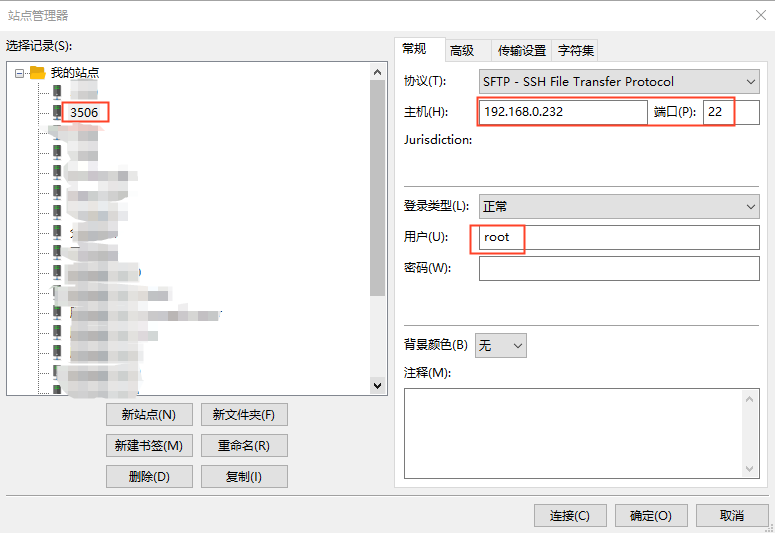 站点管理器
选择记录(S):
我的站点
3506
新站点(N)
新文件夹(F)
新建书签(M)
重命名(R)
删除(D)
复制(I)
常规
高级
传输设置
字符集
协议(T):
SFTP - SSH File Transfer Protocol
主机(H):
192.168.0.232
端口(P):
22
Jurisdiction:
登录类型(L):
正常
用户(U):
root
密码(W):
背景颜色(B)
无
注释(M):
连接(C)
确定(O)
取消